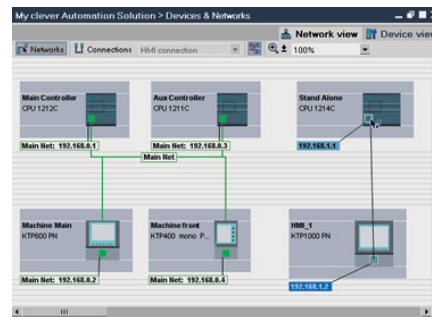 My clever Automation Solution > Devices & Networks
Network view Device view
Networks Connections HMI connection 100%
Main Controller
CPU 1212C
Aux Controller
CPU 1211C
Stand Alone
CPU 1214C
Main Net: 192.168.0.1
Main Net: 192.168.0.3
192.168.1.1
Main Net
Machine Main
KTP600 PN
Machine front
KTP400 mono P...
HMI_1
KTP1000 PN
Main Net: 192.168.0.2
Main Net: 192.168.0.4
192.168.1.2